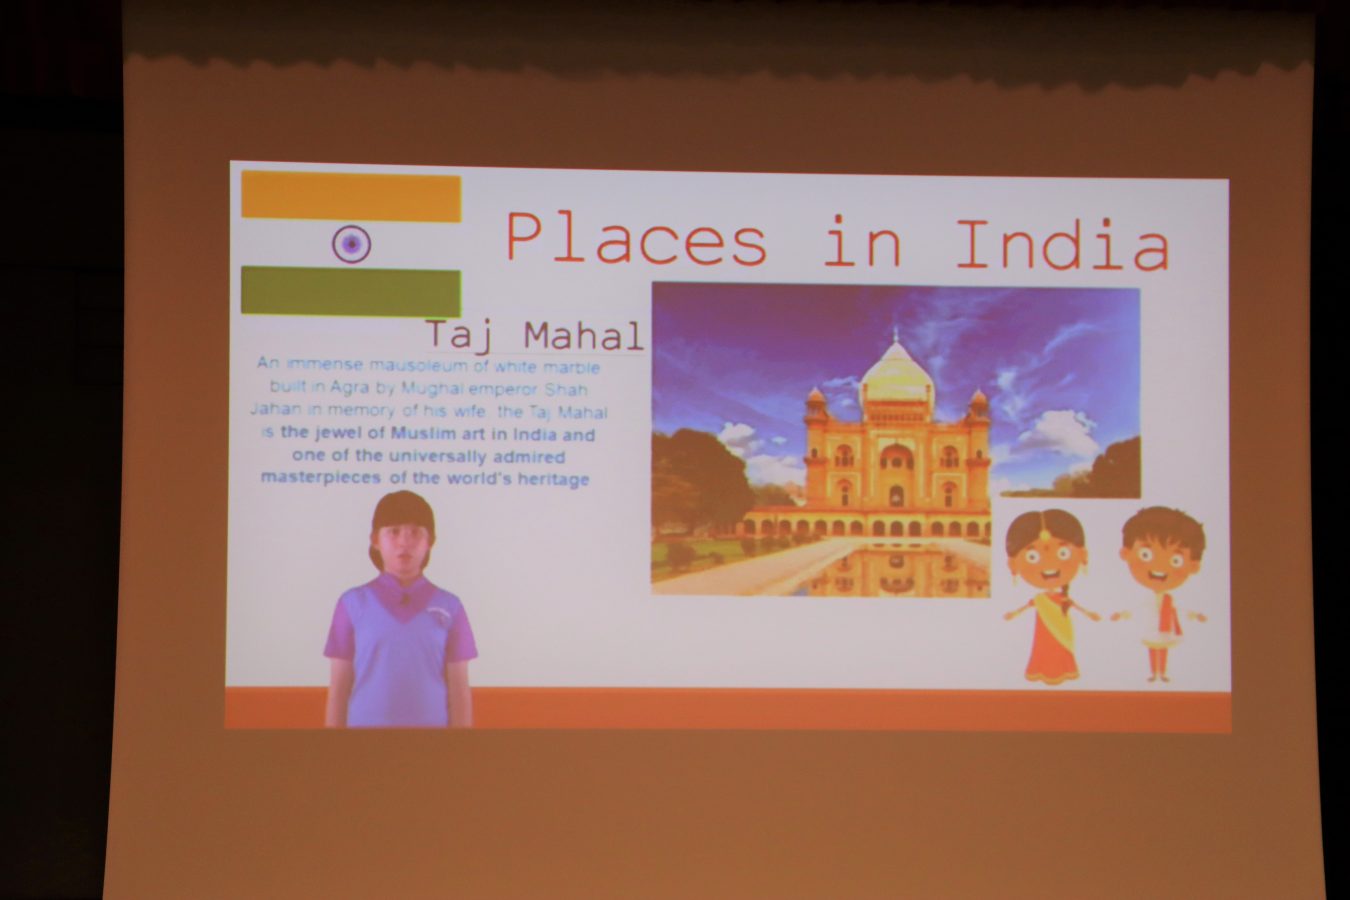 Places in India
Taj Mahal
An immense mausoleum of white marble
built in Agra by Mughal emperor Shah
Jahan in memory of his wife, the Taj Mahal
is the jewel of Muslim art in India and
one of the universally admired
masterpieces of the world's heritage